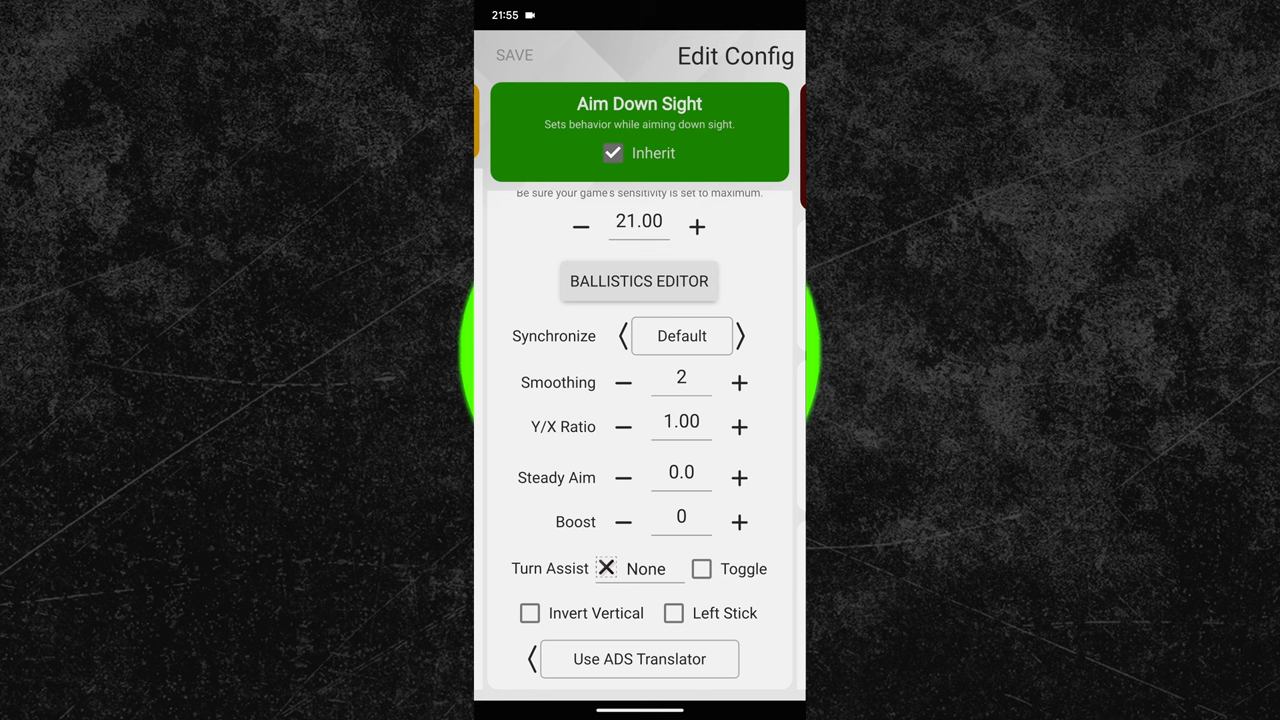 21:55
SAVE
Edit Config
Aim Down Sight
Sets behavior while aiming down sight.
Inherit
Be sure your game's sensitivity is set to maximum.
− 21.00 +
BALLISTICS EDITOR
Synchronize Default
Smoothing − 2 +
Y/X Ratio − 1.00 +
Steady Aim − 0.0 +
Boost − 0 +
Turn Assist None Toggle
Invert Vertical Left Stick
Use ADS Translator